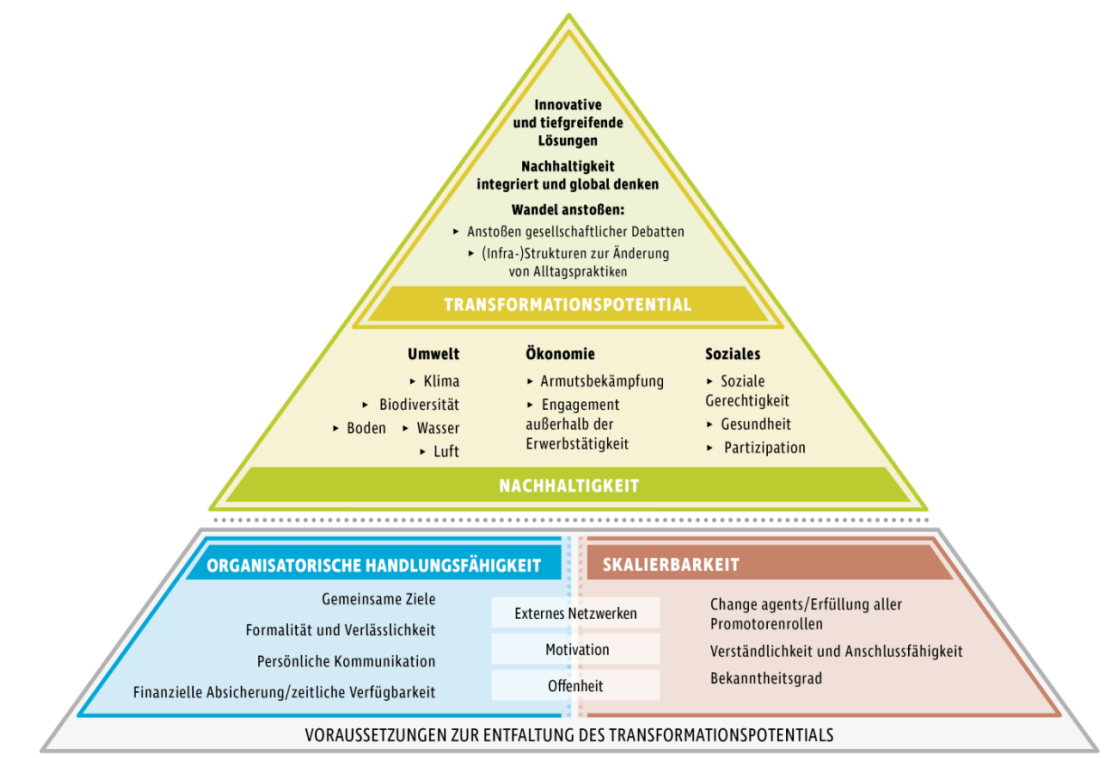 Innovative
und tiefgreifende
Lösungen
Nachhaltigkeit
integriert und global denken
Wandel anstoßen:
▸ Anstoßen gesellschaftlicher Debatten
▸ (Infra-)Strukturen zur Änderung
von Alltagspraktiken
TRANSFORMATIONSPOTENTIAL
Umwelt
▸ Klima
▸ Biodiversität
▸ Boden ▸ Wasser
▸ Luft
Ökonomie
▸ Armutsbekämpfung
▸ Engagement
außerhalb der
Erwerbstätigkeit
Soziales
▸ Soziale
Gerechtigkeit
▸ Gesundheit
▸ Partizipation
NACHHALTIGKEIT
ORGANISATORISCHE HANDLUNGSFÄHIGKEIT
Gemeinsame Ziele
Formalität und Verlässlichkeit
Persönliche Kommunikation
Finanzielle Absicherung/zeitliche Verfügbarkeit
Externes Netzwerken
Motivation
Offenheit
SKALIERBARKEIT
Change agents/Erfüllung aller
Promotorenrollen
Verständlichkeit und Anschlussfähigkeit
Bekanntheitsgrad
VORAUSSETZUNGEN ZUR ENTFALTUNG DES TRANSFORMATIONSPOTENTIALS